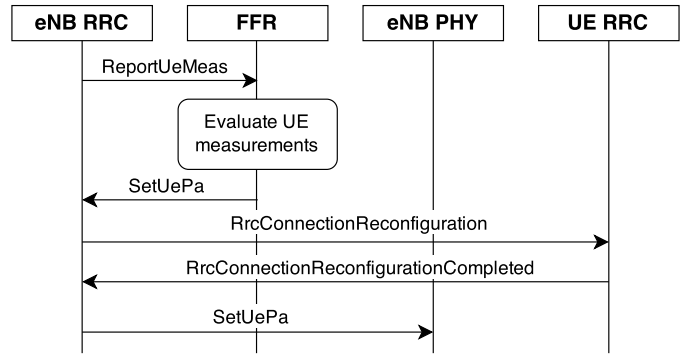 eNB RRC
FFR
eNB PHY
UE RRC
ReportUeMeas
Evaluate UE
measurements
SetUePa
RrcConnectionReconfiguration
RrcConnectionReconfigurationCompleted
SetUePa